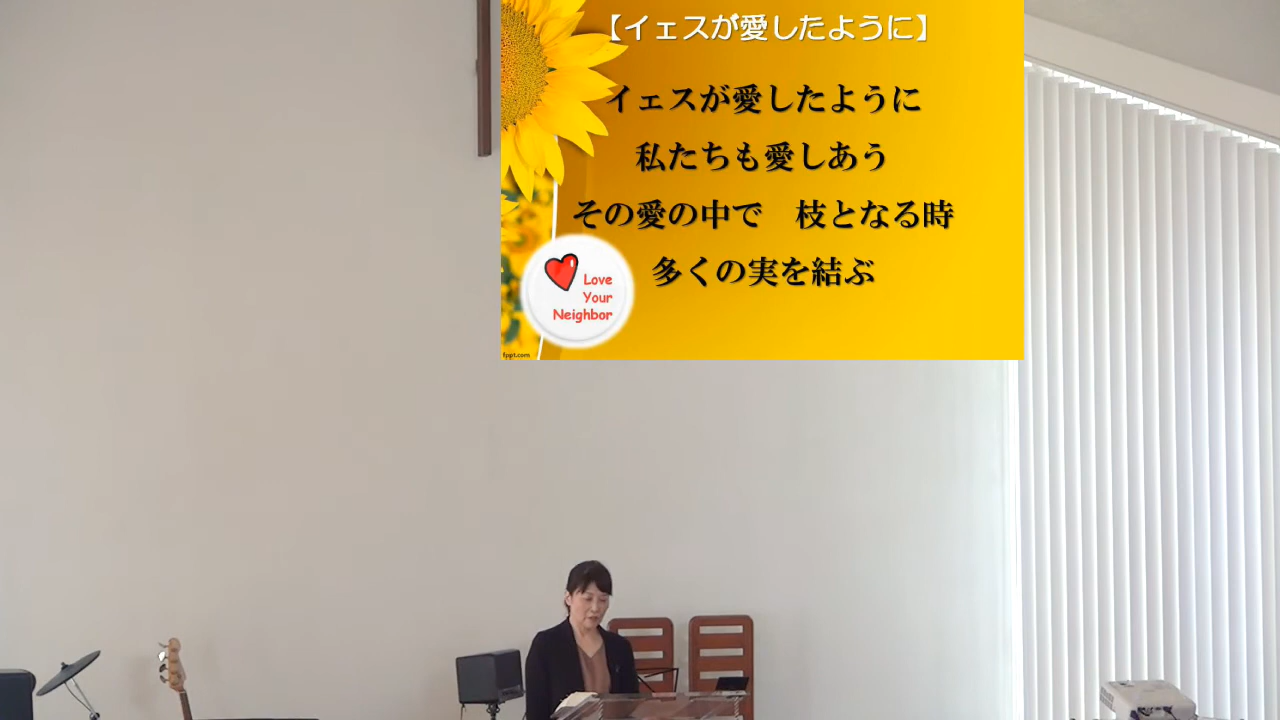 【イェスが愛したように】
イェスが愛したように
私たちも愛しあう
その愛の中で　枝となる時
多くの実を結ぶ
Love
Your
Neighbor
fppt.com